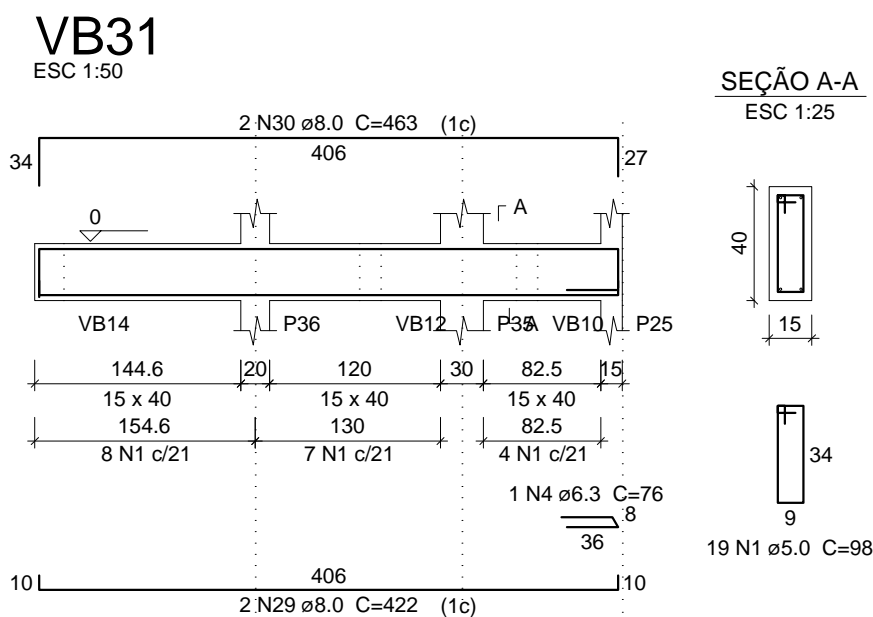 VB31
ESC 1:50
SEÇÃO A-A
ESC 1:25
2 N30 ø8.0 C=463 (1c)
34 406 27
A
0
40
VB14 P36 VB12 P35 A VB10 P25
15
144.6 20 120 30 82.5 15
15 x 40 15 x 40 15 x 40
154.6 130 82.5
8 N1 c/21 7 N1 c/21 4 N1 c/21
34
1 N4 ø6.3 C=76
8
9
36
19 N1 ø5.0 C=98
10 406 10
2 N29 ø8.0 C=422 (1c)